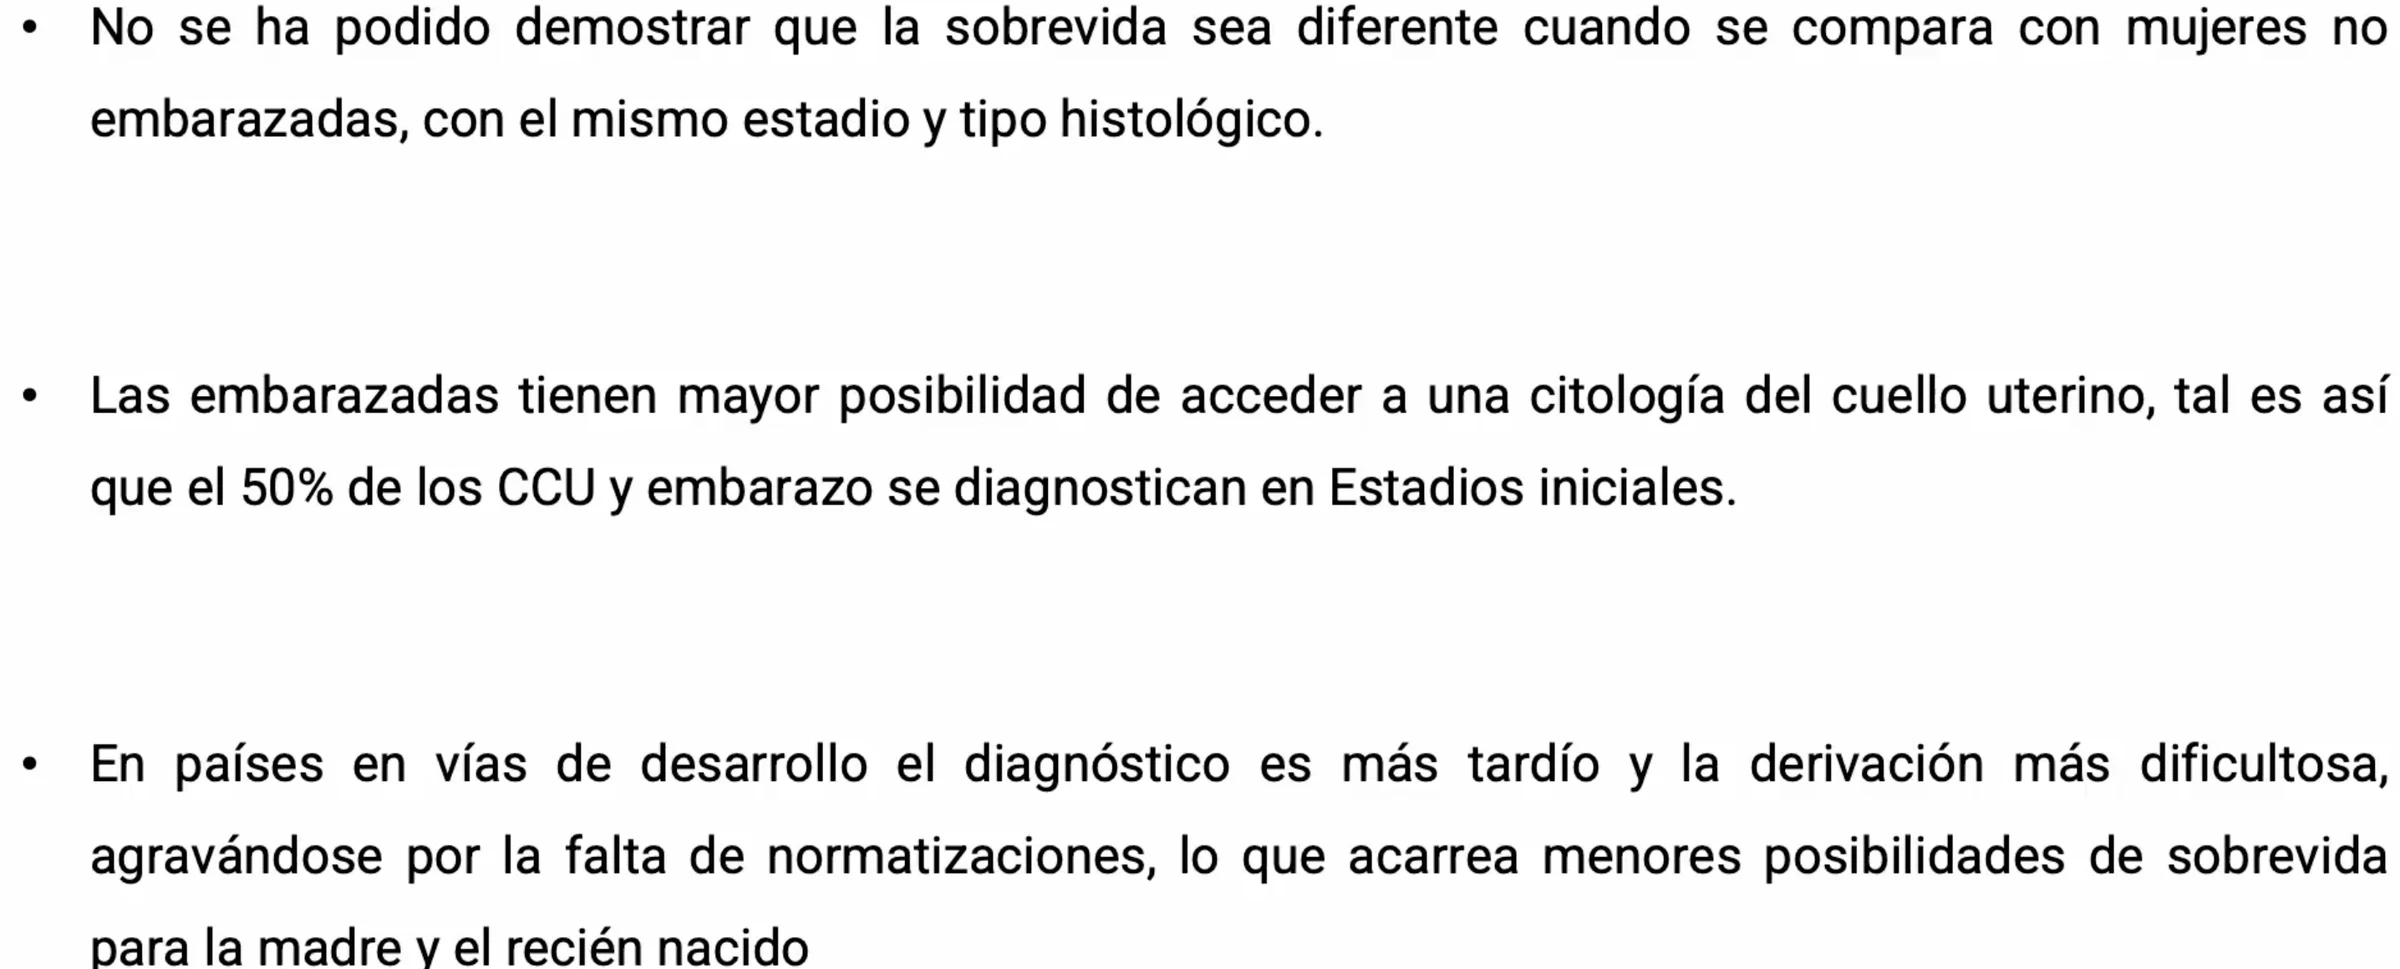 • No se ha podido demostrar que la sobrevida sea diferente cuando se compara con mujeres no
embarazadas, con el mismo estadio y tipo histológico.
• Las embarazadas tienen mayor posibilidad de acceder a una citología del cuello uterino, tal es así
que el 50% de los CCU y embarazo se diagnostican en Estadios iniciales.
• En países en vías de desarrollo el diagnóstico es más tardío y la derivación más dificultosa,
agravándose por la falta de normatizaciones, lo que acarrea menores posibilidades de sobrevida
para la madre y el recién nacido